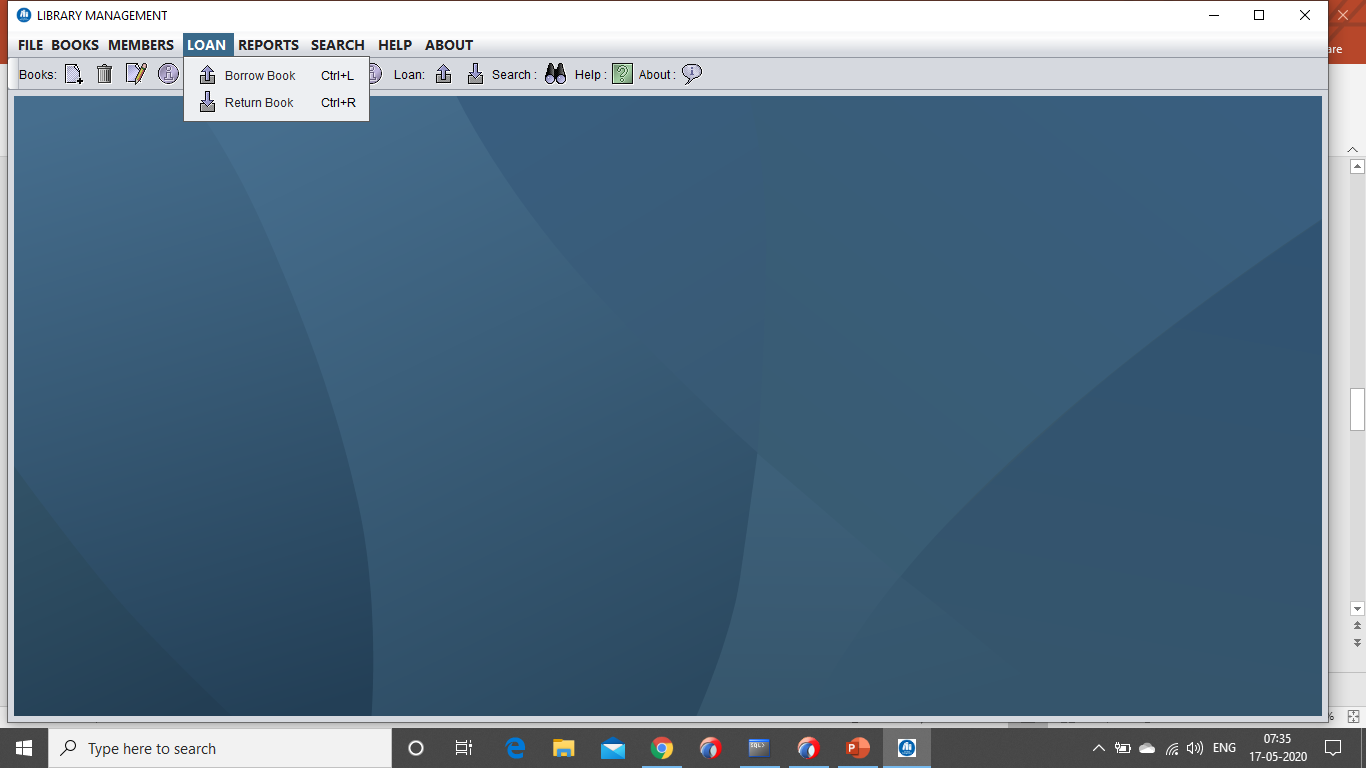 LIBRARY MANAGEMENT
are
FILE BOOKS MEMBERS LOAN REPORTS SEARCH HELP ABOUT
Books: Loan: Search : Help : About :
Borrow Book Ctrl+L
Return Book Ctrl+R
%
Type here to search
SQL>
P
ENG
07:35
17-05-2020